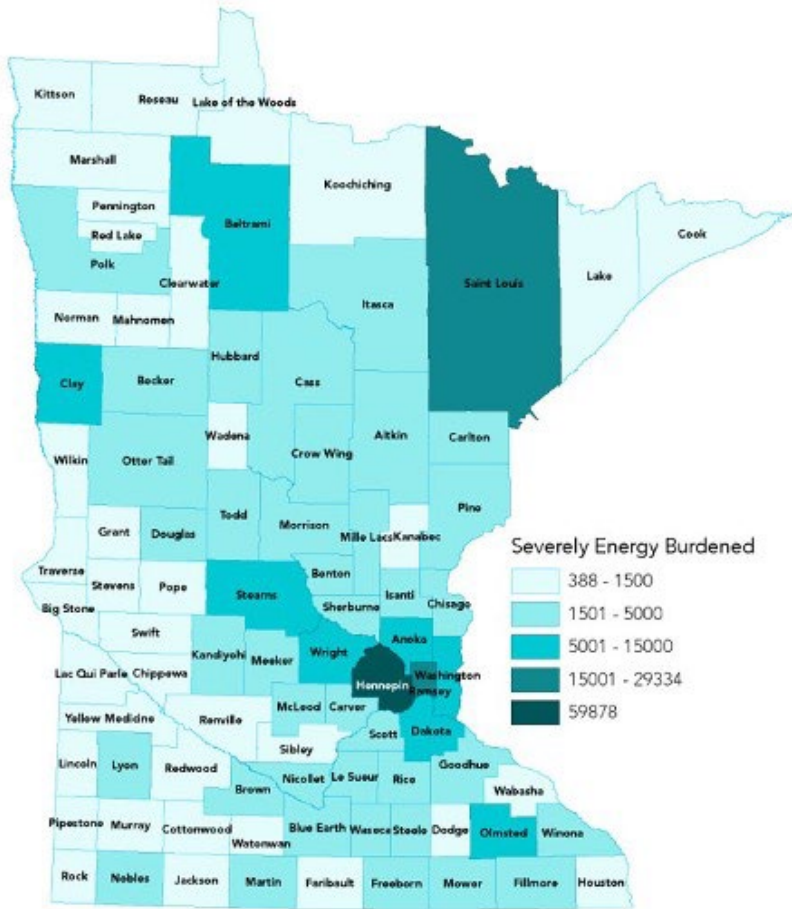 Kittson
Roseau
Lake of the Woods
Marshall
Koochiching
Pennington
Beltrami
Red Lake
Cook
Polk
Lake
Clearwater
Saint Louis
Itasca
Norman
Mahnomen
Hubbard
Clay
Becker
Cass
Wadena
Aitkin
Carlton
Crow Wing
Wilkin
Otter Tail
Pine
Todd
Morrison
Grant
Douglas
Mille Lacs
Kanabec
Severely Energy Burdened
388 - 1500
1501 - 5000
5001 - 15000
15001 - 29334
59878
Traverse
Stevens
Pope
Benton
Stearns
Isanti
Big Stone
Sherburne
Chisago
Swift
Anoka
Kandiyohi
Meeker
Wright
Lac Qui Parle
Chippewa
Washington
Hennepin
Ramsey
McLeod
Carver
Yellow Medicine
Renville
Dakota
Scott
Sibley
Lincoln
Lyon
Redwood
Goodhue
Nicollet
Le Sueur
Rice
Brown
Wabasha
Pipestone
Murray
Cottonwood
Watonwan
Blue Earth
Waseca
Steele
Dodge
Olmsted
Winona
Rock
Nobles
Jackson
Martin
Faribault
Freeborn
Mower
Fillmore
Houston